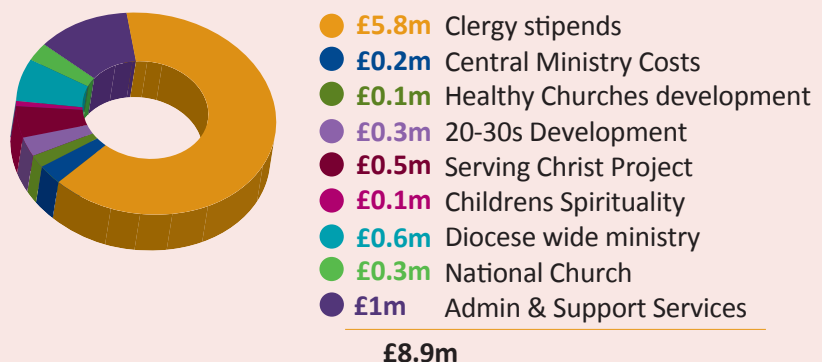 £5.8m Clergy stipends
£0.2m Central Ministry Costs
£0.1m Healthy Churches development
£0.3m 20-30s Development
£0.5m Serving Christ Project
£0.1m Childrens Spirituality
£0.6m Diocese wide ministry
£0.3m National Church
£1m Admin & Support Services
£8.9m